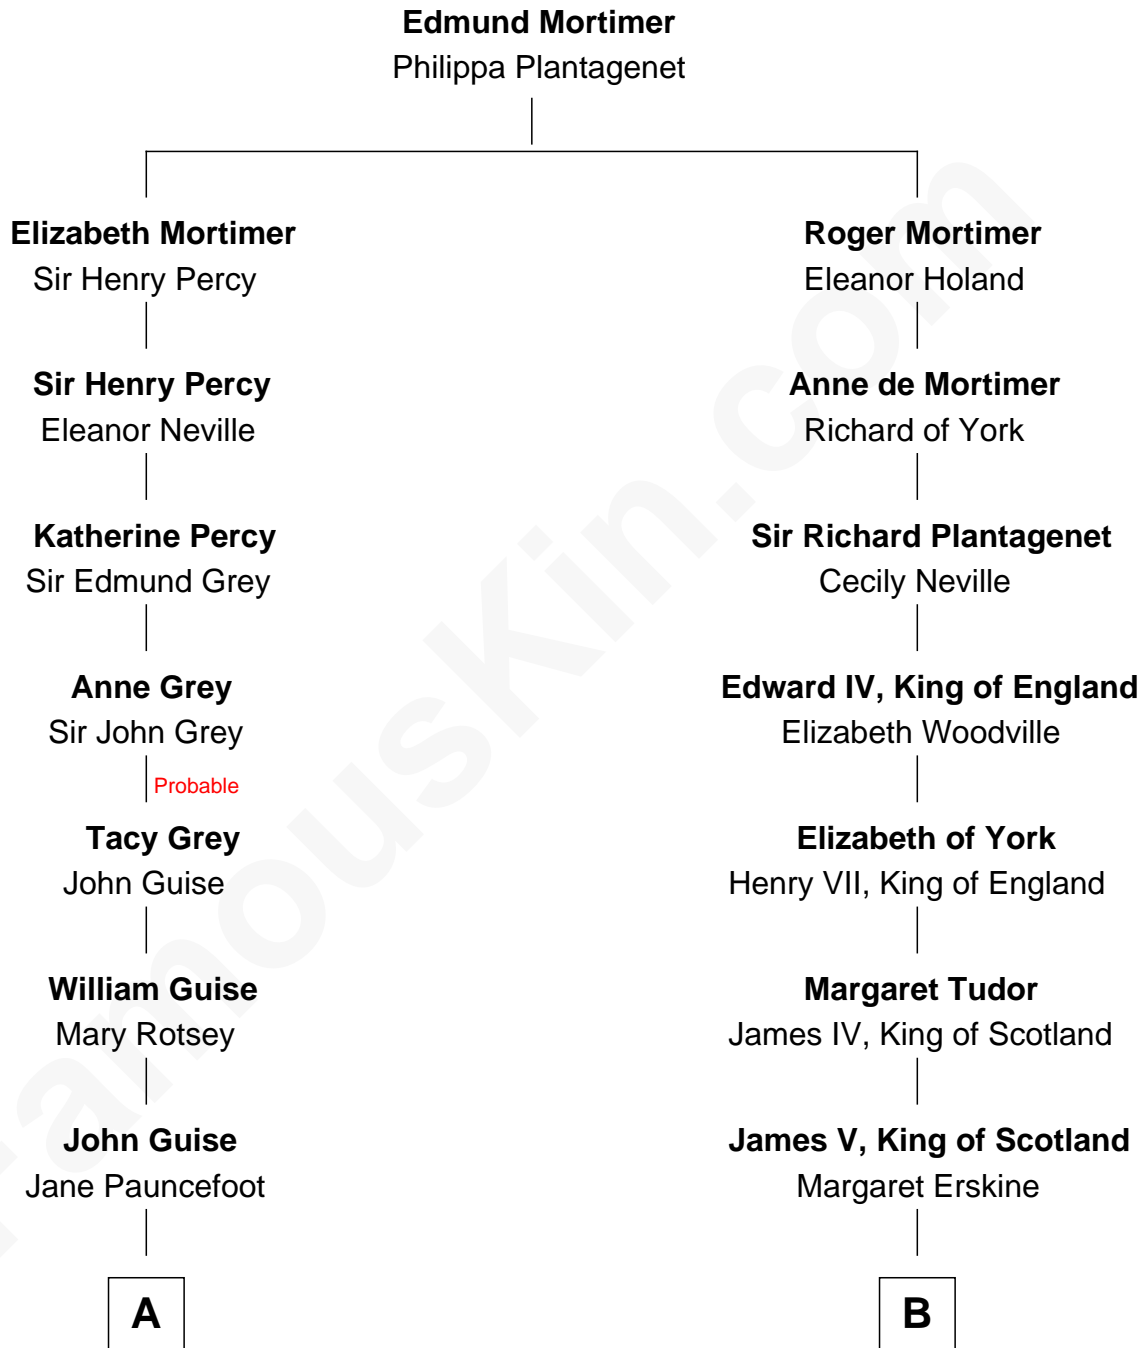 Edmund Mortimer
Philippa Plantagenet
Elizabeth Mortimer
Sir Henry Percy
Roger Mortimer
Eleanor Holand
Sir Henry Percy
Eleanor Neville
Anne de Mortimer
Richard of York
Katherine Percy
Sir Edmund Grey
Sir Richard Plantagenet
Cecily Neville
Anne Grey
Sir John Grey
Edward IV, King of England
Elizabeth Woodville
Probable
Tacy Grey
John Guise
Elizabeth of York
Henry VII, King of England
William Guise
Mary Rotsey
Margaret Tudor
James IV, King of Scotland
John Guise
Jane Pauncefoot
James V, King of Scotland
Margaret Erskine
A
B
FamousKin.com